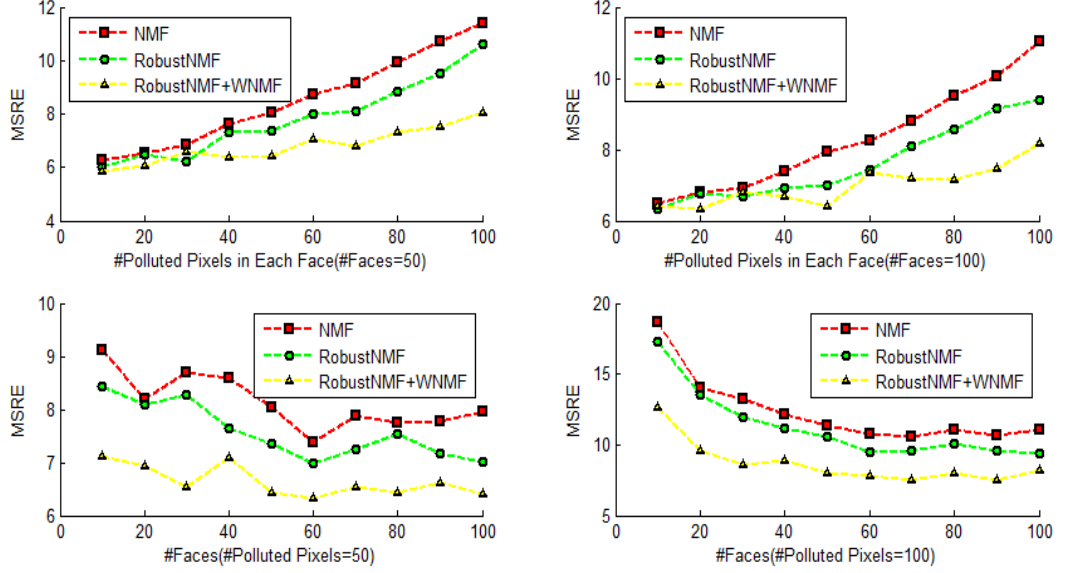 12
10
8
6
4
MSRE
NMF
RobustNMF
RobustNMF+WNMF
0 20 40 60 80 100
#Polluted Pixels in Each Face(#Faces=50)
12
10
8
6
MSRE
NMF
RobustNMF
RobustNMF+WNMF
0 20 40 60 80 100
#Polluted Pixels in Each Face(#Faces=100)
10
9
8
7
6
MSRE
NMF
RobustNMF
RobustNMF+WNMF
0 20 40 60 80 100
#Faces(#Polluted Pixels=50)
20
15
10
5
MSRE
NMF
RobustNMF
RobustNMF+WNMF
0 20 40 60 80 100
#Faces(#Polluted Pixels=100)